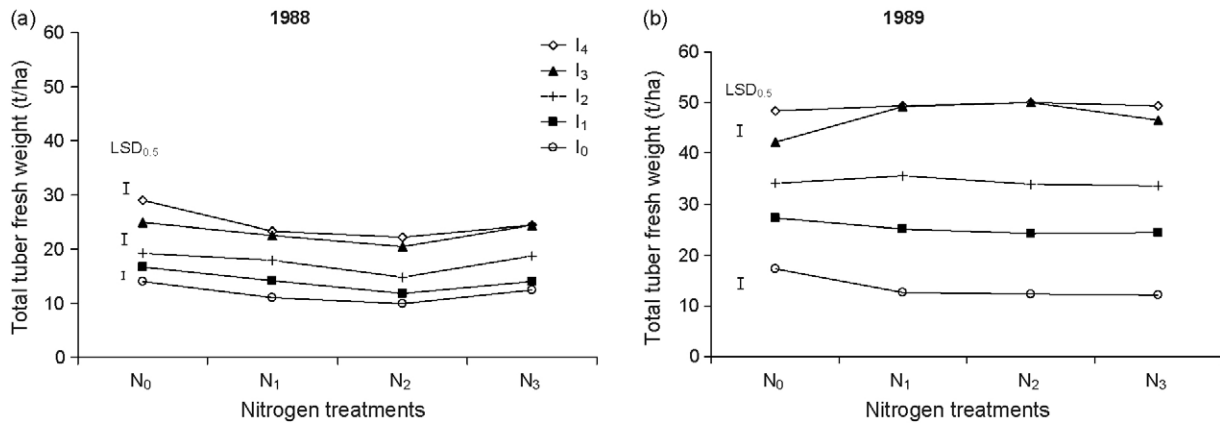 (a)
1988
Total tuber fresh weight (t/ha)
60
50
40
30
20
10
0
LSD0.5
I4
I3
I2
I1
I0
N0 N1 N2 N3
Nitrogen treatments
(b)
1989
Total tuber fresh weight (t/ha)
60
50
40
30
20
10
0
LSD0.5
N0 N1 N2 N3
Nitrogen treatments